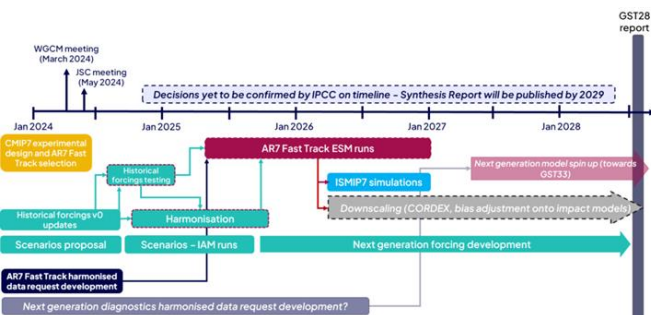 GST28
report
WGCM meeting
(March 2024)
JSC meeting
(May 2024)
Decisions yet to be confirmed by IPCC on timeline - Synthesis Report will be published by 2029
Jan 2024
Jan 2025
Jan 2026
Jan 2027
Jan 2028
CMIP7 experimental
design and AR7 Fast
Track selection
AR7 Fast Track ESM runs
Historical
forcings testing
Next generation model spin up (towards
GST33)
ISMIP7 simulations
Historical forcings v0
updates
Harmonisation
Downscaling (CORDEX, bias adjustment onto impact models)
Scenarios proposal
Scenarios – IAM runs
Next generation forcing development
AR7 Fast Track harmonised
data request development
Next generation diagnostics harmonised data request development?